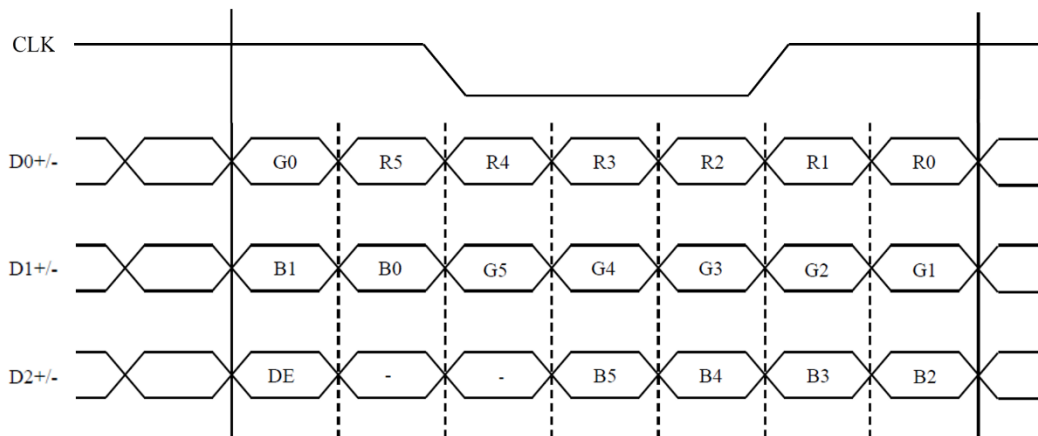 CLK
D0+/- G0 R5 R4 R3 R2 R1 R0
D1+/- B1 B0 G5 G4 G3 G2 G1
D2+/- DE - - B5 B4 B3 B2